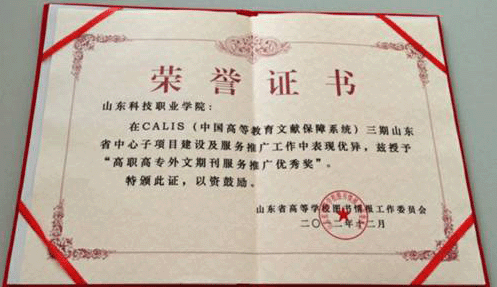 荣誉证书
山东科技职业学院：
在CALIS（中国高等教育文献保障系统）三期山东
省中心子项目建设及服务推广工作中表现优异，兹授予
“高职高专外文期刊服务推广优秀奖”。
特颁此证，以资鼓励。
山东省高等学校图书情报工作委员会
二〇一二年十二月